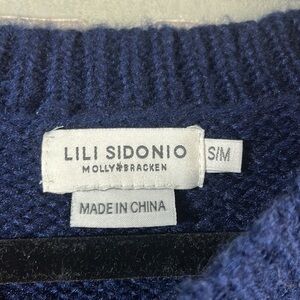 LILI SIDONIO
MOLLY✱BRACKEN
S/M
MADE IN CHINA